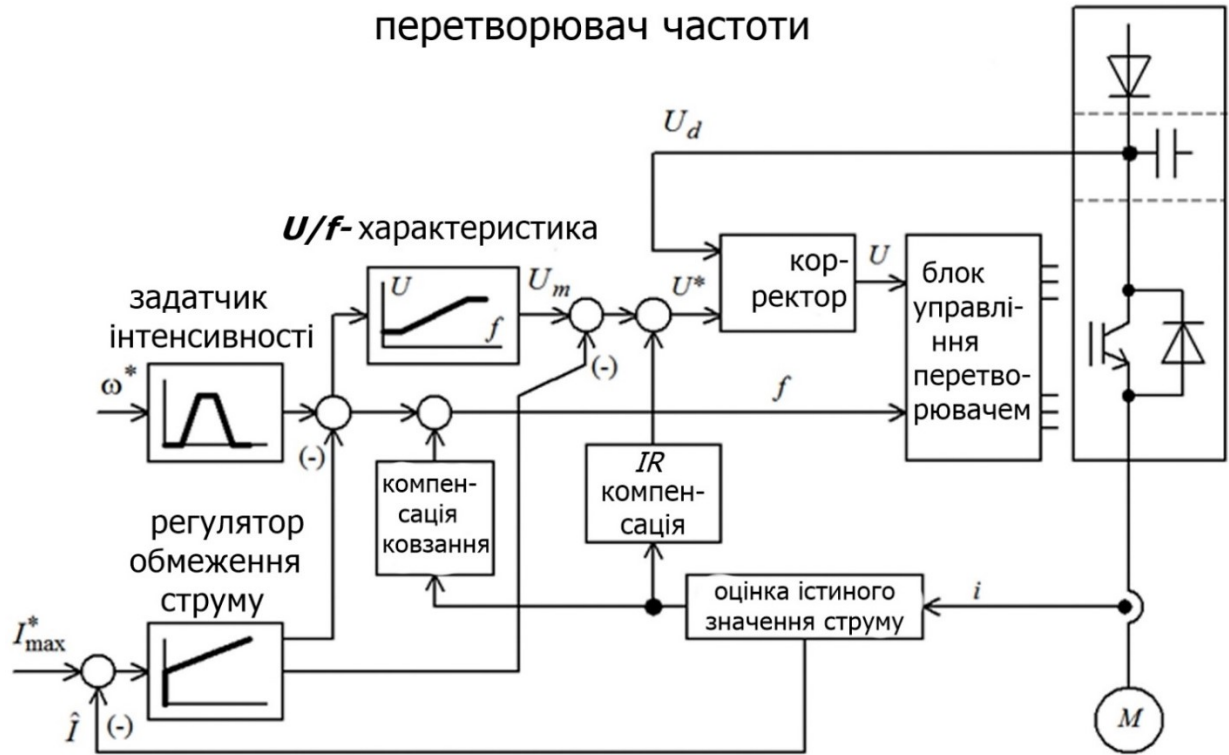 перетворювач частоти
U_d
U/f- характеристика
U
f
U_m
U*
кор-
ректор
U
блок
управлі-
ння
перетво-
рювачем
задатчик
інтенсивності
ω*
(-)
(-)
f
компен-
сація
ковзання
IR
компен-
сація
регулятор
обмеження
струму
I*_max
Î
(-)
оцінка істиного
значення струму
i
M